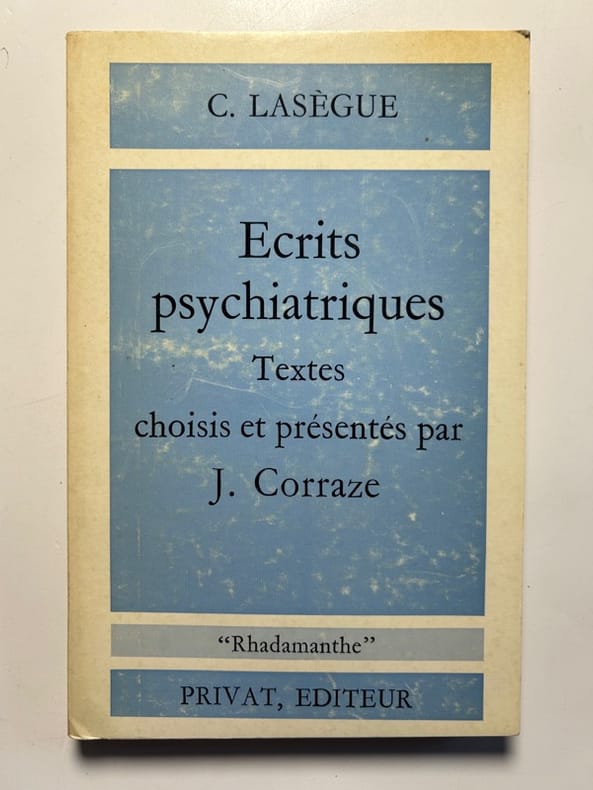 C. LASÈGUE
Ecrits
psychiatriques
Textes
choisis et présentés par
J. Corraze
“Rhadamanthe”
PRIVAT, EDITEUR